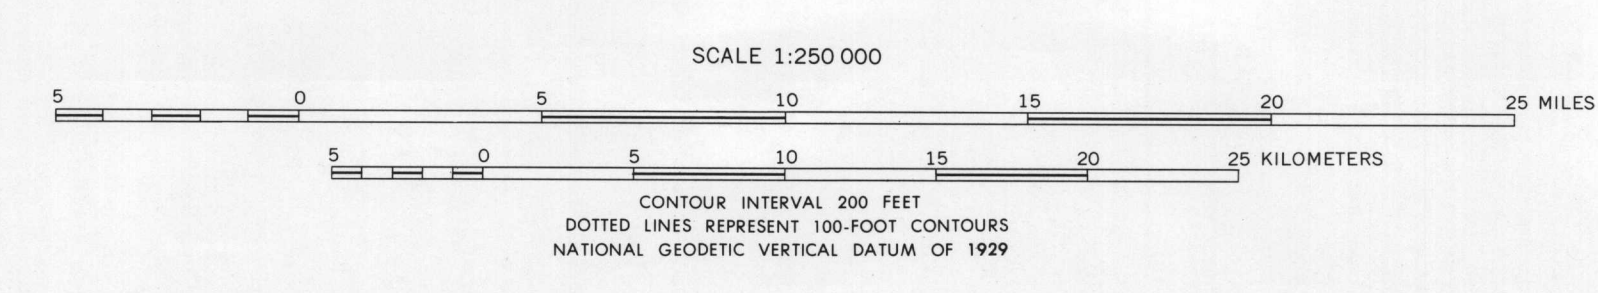 SCALE 1:250 000
5 0 5 10 15 20 25 MILES
5 0 5 10 15 20 25 KILOMETERS
CONTOUR INTERVAL 200 FEET
DOTTED LINES REPRESENT 100-FOOT CONTOURS
NATIONAL GEODETIC VERTICAL DATUM OF 1929